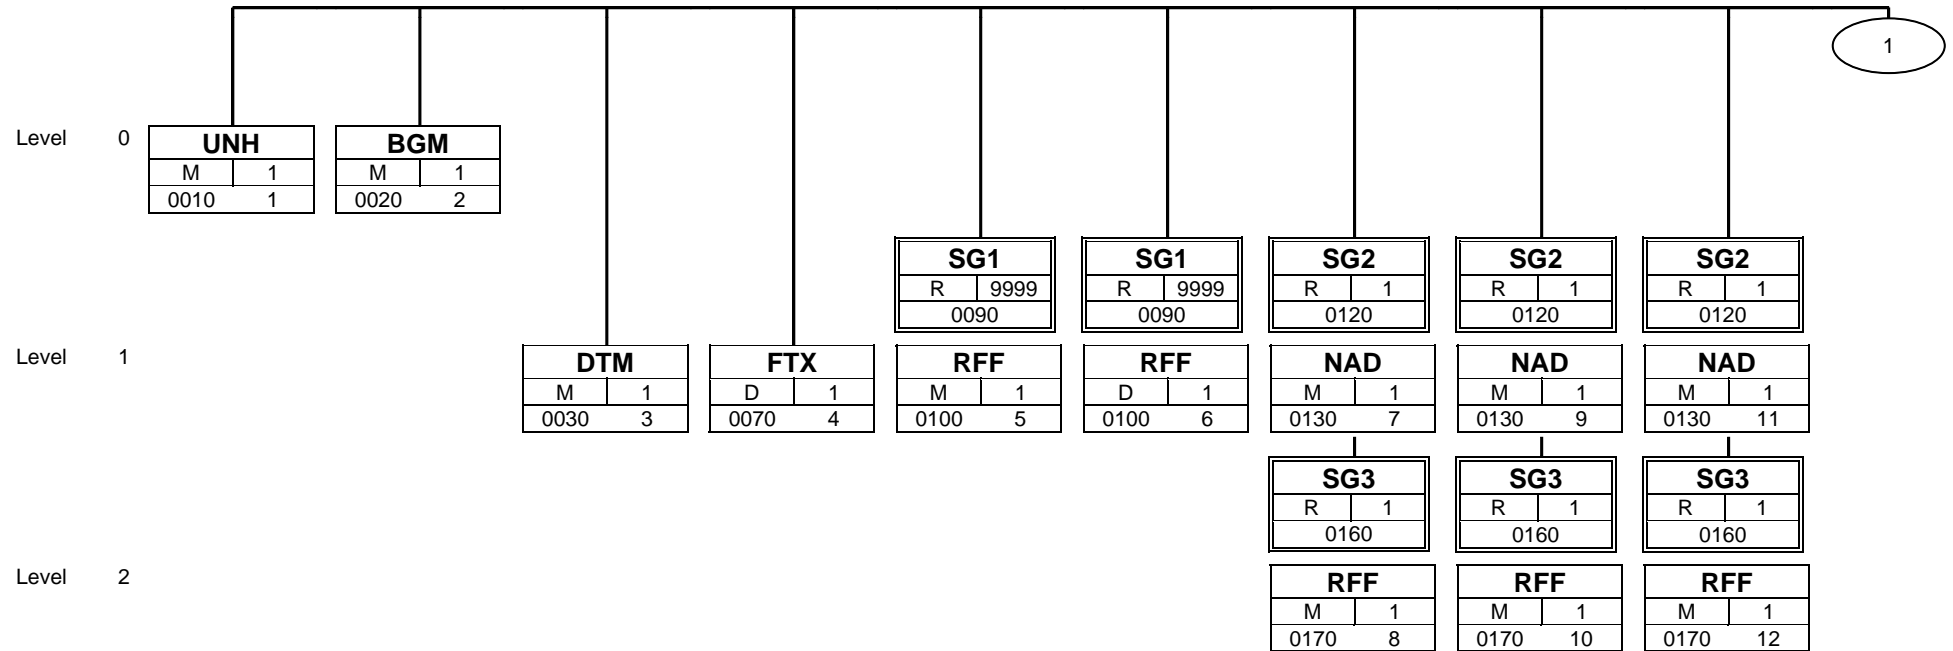 1
Level 0
UNH BGM
M 1 M 1
0010 1 0020 2
SG1 SG1 SG2 SG2 SG2
R 9999 R 9999 R 1 R 1 R 1
0090 0090 0120 0120 0120
Level 1
DTM FTX RFF RFF NAD NAD NAD
M 1 D 1 M 1 D 1 M 1 M 1 M 1
0030 3 0070 4 0100 5 0100 6 0130 7 0130 9 0130 11
SG3 SG3 SG3
R 1 R 1 R 1
0160 0160 0160
Level 2
RFF RFF RFF
M 1 M 1 M 1
0170 8 0170 10 0170 12